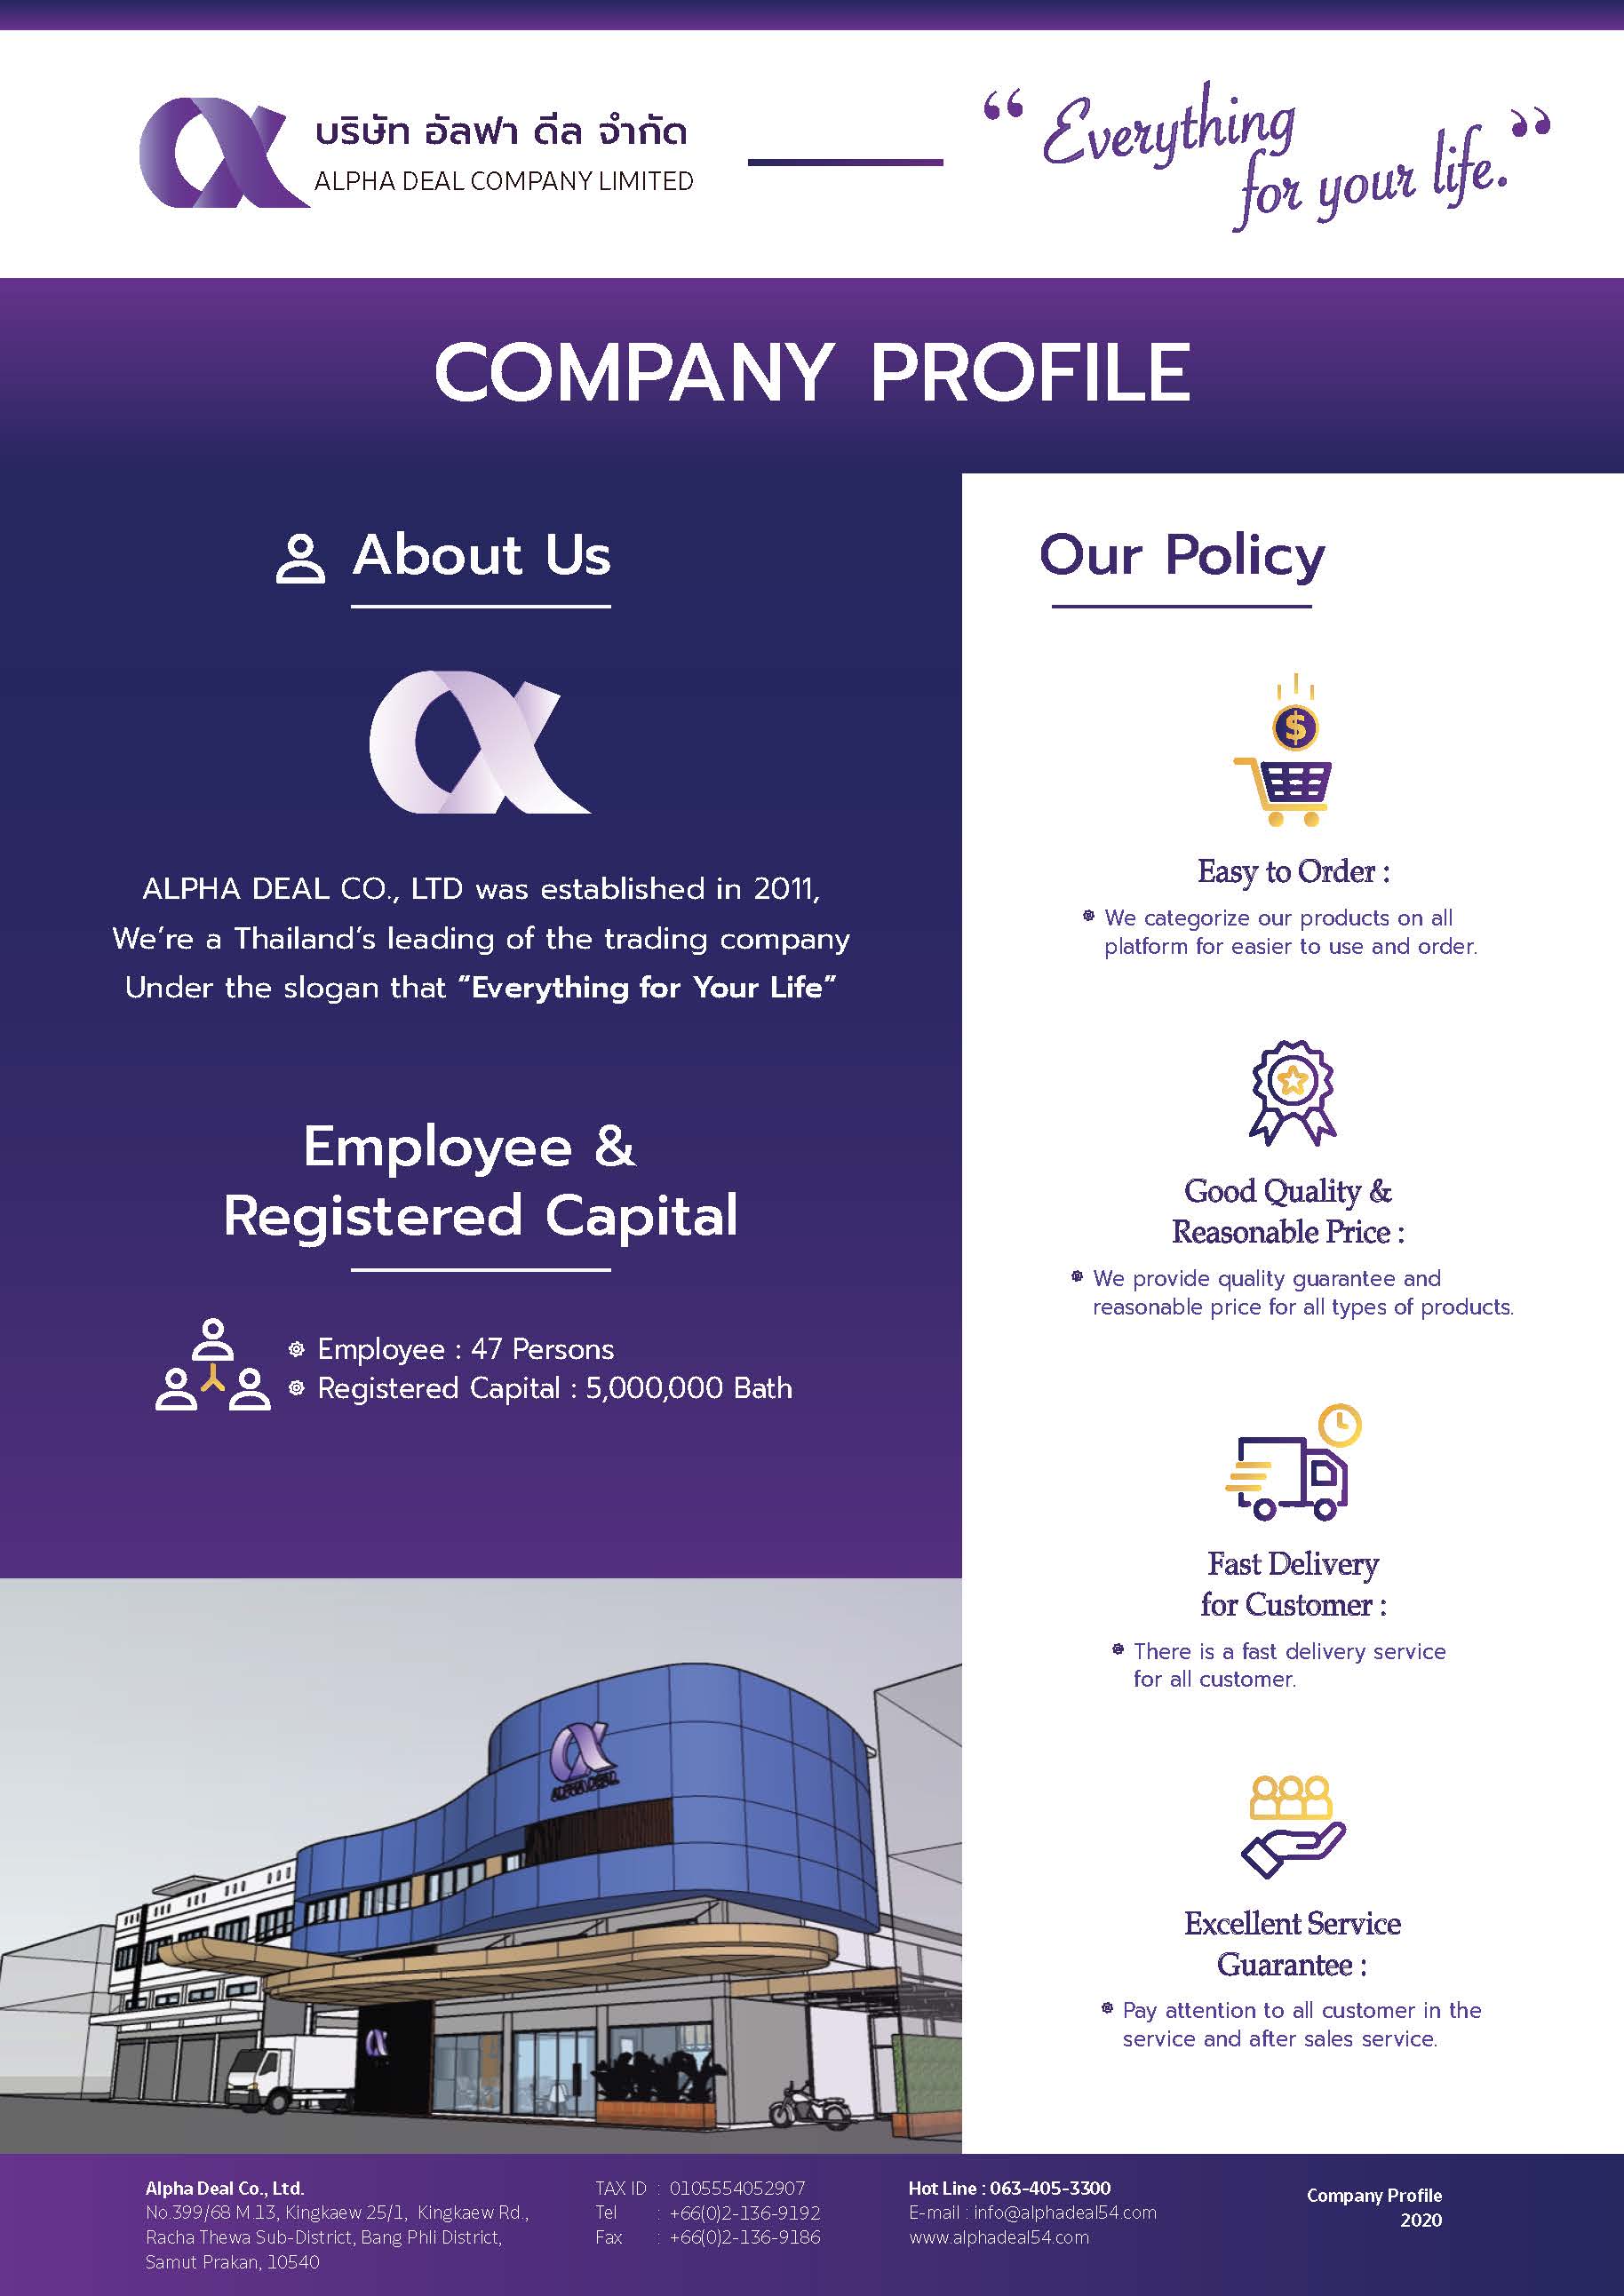 บริษัท อัลฟา ดีล จำกัด
ALPHA DEAL COMPANY LIMITED
“ Everything
for your life. ”
COMPANY PROFILE
About Us
ALPHA DEAL CO., LTD was established in 2011,
We’re a Thailand’s leading of the trading company
Under the slogan that “Everything for Your Life”
Employee &
Registered Capital
Employee : 47 Persons
Registered Capital : 5,000,000 Bath
ALPHA DEAL
Our Policy
$
Easy to Order :
We categorize our products on all
platform for easier to use and order.
Good Quality &
Reasonable Price :
We provide quality guarantee and
reasonable price for all types of products.
Fast Delivery
for Customer :
There is a fast delivery service
for all customer.
Excellent Service
Guarantee :
Pay attention to all customer in the
service and after sales service.
Alpha Deal Co., Ltd.
No.399/68 M.13, Kingkaew 25/1, Kingkaew Rd.,
Racha Thewa Sub-District, Bang Phli District,
Samut Prakan, 10540
TAX ID : 0105554052907
Tel : +66(0)2-136-9192
Fax : +66(0)2-136-9186
Hot Line : 063-405-3300
E-mail : info@alphadeal54.com
www.alphadeal54.com
Company Profile
2020